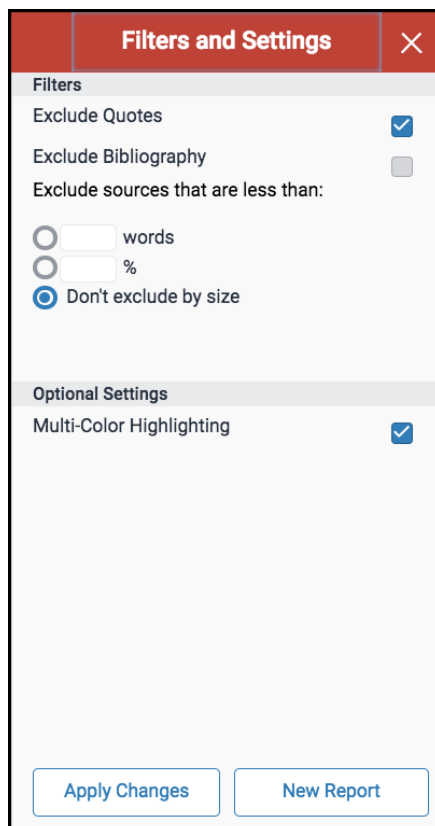 Filters and Settings
Filters
Exclude Quotes
Exclude Bibliography
Exclude sources that are less than:
words
%
Don't exclude by size
Optional Settings
Multi-Color Highlighting
Apply Changes
New Report